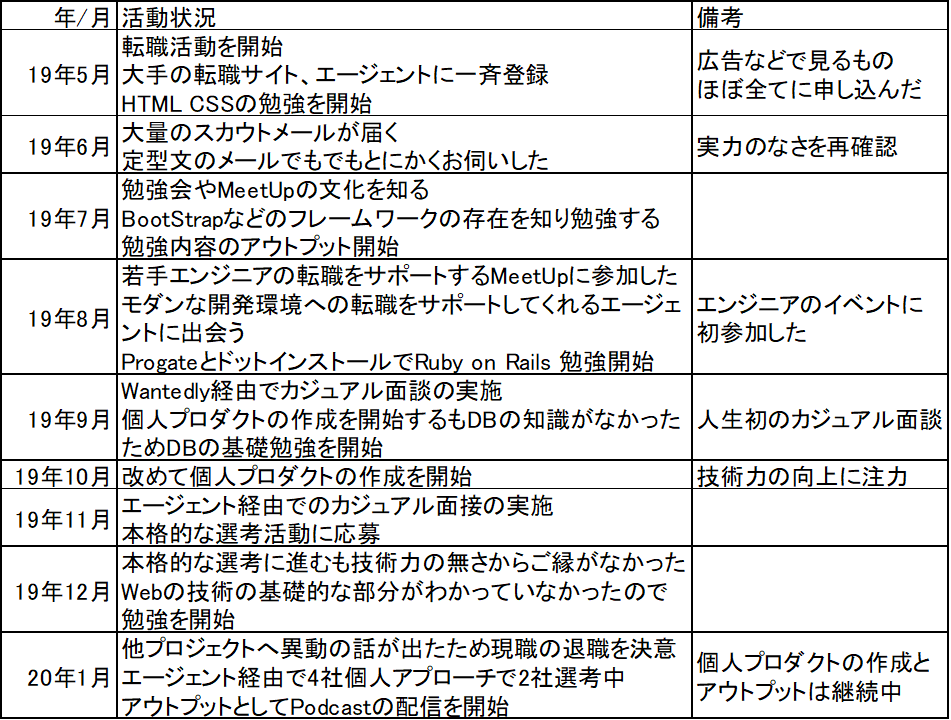 年/月 活動状況 備考
19年5月
転職活動を開始
大手の転職サイト、エージェントに一斉登録
HTML CSSの勉強を開始
広告などで見るもの
ほぼ全てに申し込んだ
19年6月
大量のスカウトメールが届く
定型文のメールでもでもとにかくお伺いした
実力のなさを再確認
19年7月
勉強会やMeetUpの文化を知る
BootStrapなどのフレームワークの存在を知り勉強する
勉強内容のアウトプット開始
19年8月
若手エンジニアの転職をサポートするMeetUpに参加した
モダンな開発環境への転職をサポートしてくれるエージェ
ントに出会う
ProgateとドットインストールでRuby on Rails 勉強開始
エンジニアのイベントに
初参加した
19年9月
Wantedly経由でカジュアル面談の実施
個人プロダクトの作成を開始するもDBの知識がなかった
ためDBの基礎勉強を開始
人生初のカジュアル面談
19年10月 改めて個人プロダクトの作成を開始 技術力の向上に注力
19年11月
エージェント経由でのカジュアル面接の実施
本格的な選考活動に応募
19年12月
本格的な選考に進むも技術力の無さからご縁がなかった
Webの技術の基礎的な部分がわかっていなかったので
勉強を開始
20年1月
他プロジェクトへ異動の話が出たため現職の退職を決意
エージェント経由で4社個人アプローチで2社選考中
アウトプットとしてPodcastの配信を開始
個人プロダクトの作成と
アウトプットは継続中